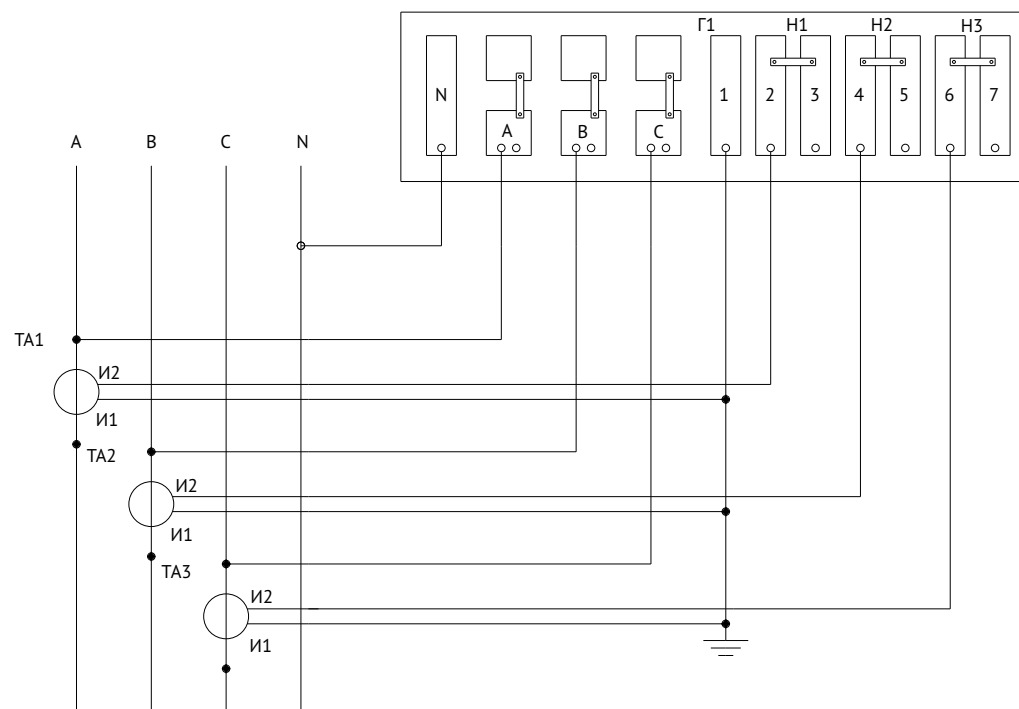 Г1 Н1 Н2 Н3
N А В С 1 2 3 4 5 6 7
А В С N
ТА1
И2
И1
ТА2
И2
И1
ТА3
И2
И1